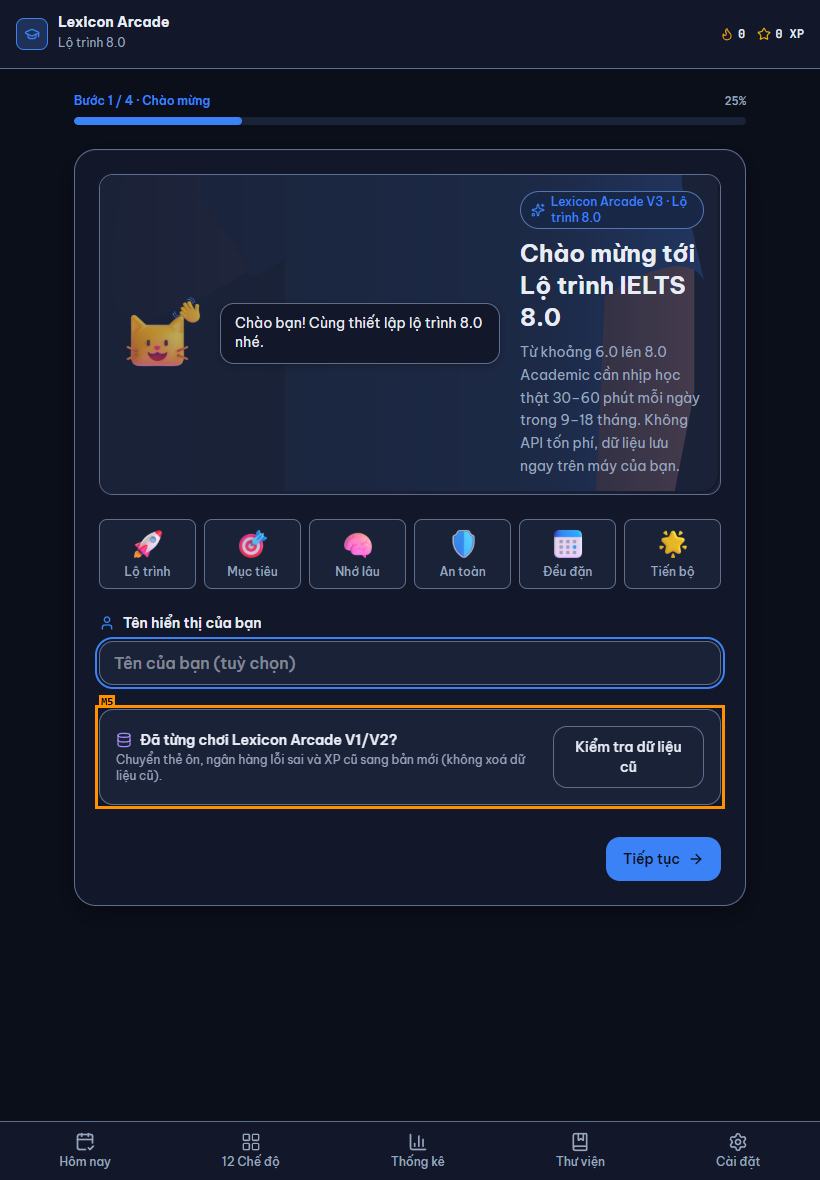 Lexicon Arcade
Lộ trình 8.0
0
0 XP
Bước 1 / 4 · Chào mừng
25%
Lexicon Arcade V3 · Lộ
trình 8.0
Chào mừng tới
Lộ trình IELTS
8.0
Từ khoảng 6.0 lên 8.0
Academic cần nhịp học
thật 30–60 phút mỗi ngày
trong 9–18 tháng. Không
API tốn phí, dữ liệu lưu
ngay trên máy của bạn.
Chào bạn! Cùng thiết lập lộ trình 8.0
nhé.
Lộ trình
Mục tiêu
Nhớ lâu
An toàn
Đều đặn
Tiến bộ
Tên hiển thị của bạn
Tên của bạn (tuỳ chọn)
N5
Đã từng chơi Lexicon Arcade V1/V2?
Chuyển thẻ ôn, ngân hàng lỗi sai và XP cũ sang bản mới (không xoá dữ
liệu cũ).
Kiểm tra dữ liệu
cũ
Tiếp tục
Hôm nay
12 Chế độ
Thống kê
Thư viện
Cài đặt